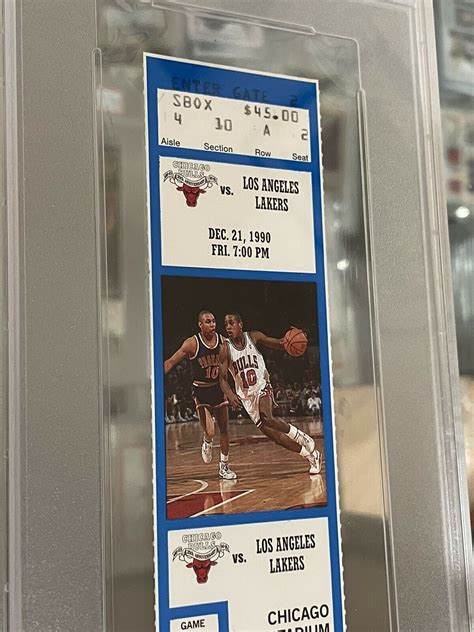 ENTER GATE 2
SBOX $45.00
4 10 A 2
Aisle Section Row Seat
CHICAGO
BULLS
vs.
LOS ANGELES
LAKERS
DEC. 21, 1990
FRI. 7:00 PM
10
BULLS
10
CHICAGO
BULLS
vs.
LOS ANGELES
LAKERS
GAME
CHICAGO
STADIUM